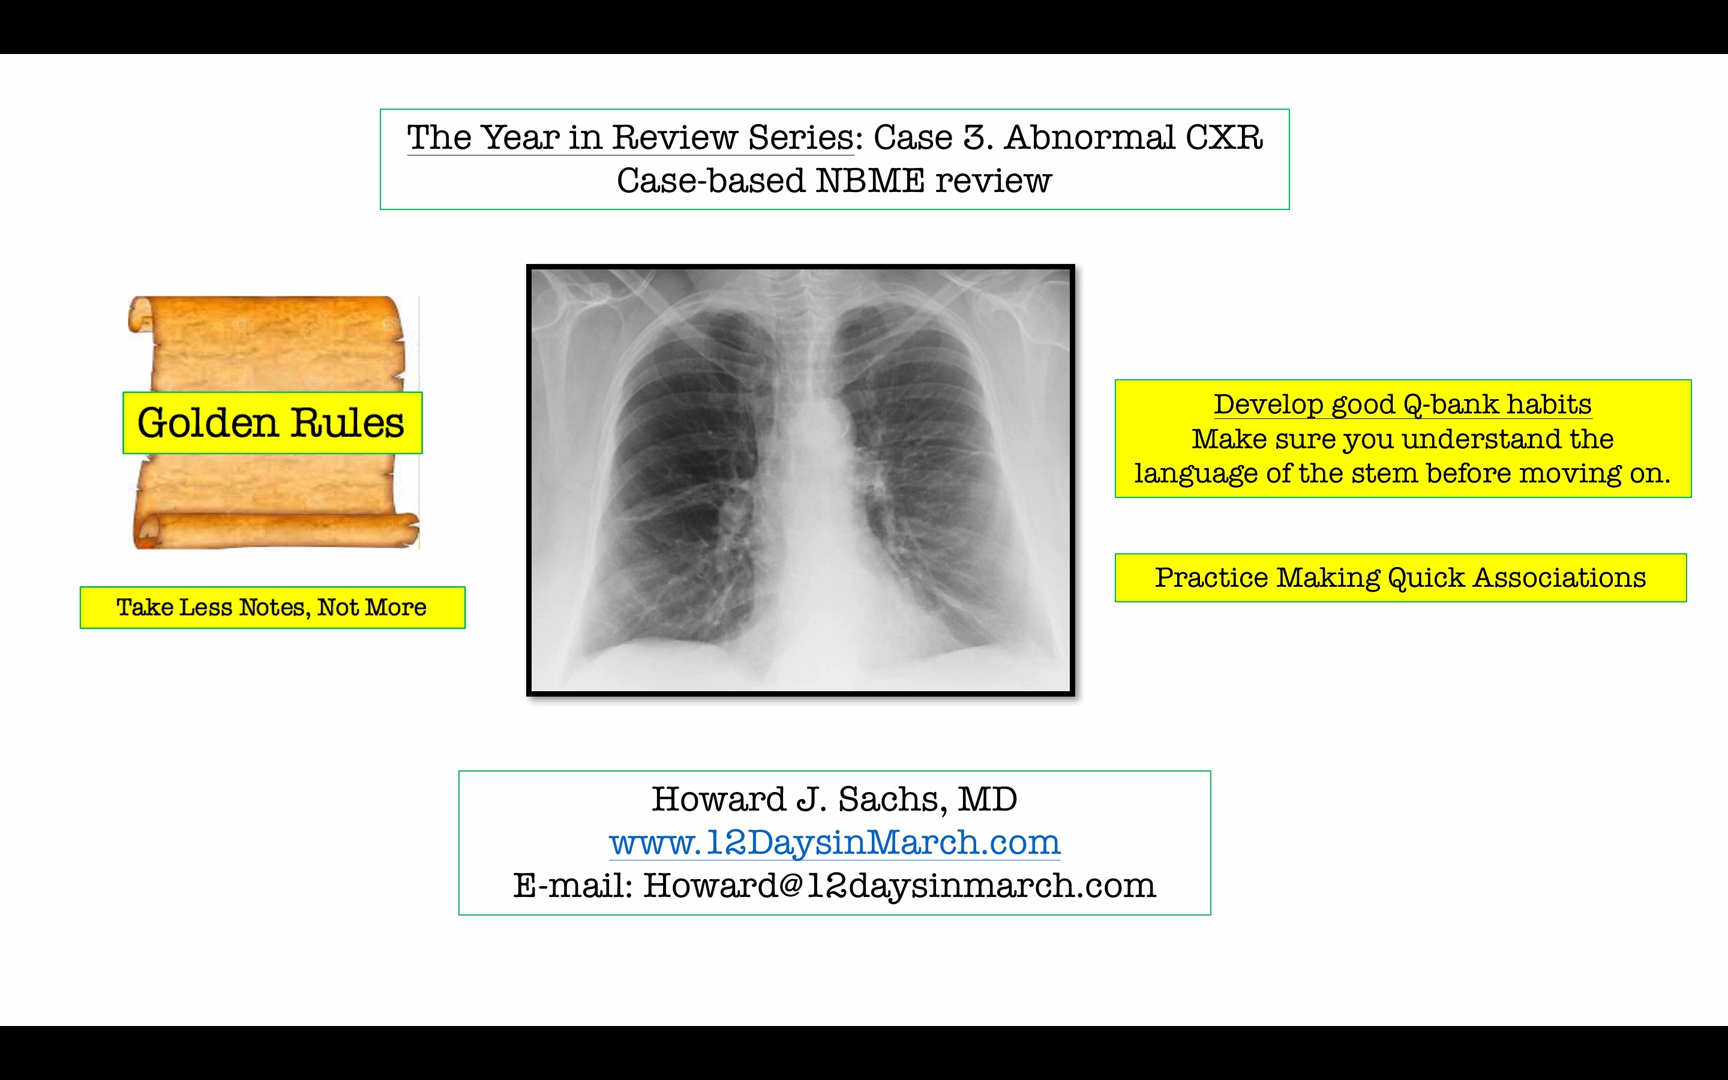 The Year in Review Series: Case 3. Abnormal CXR
Case-based NBME review
Golden Rules
Take Less Notes, Not More
Develop good Q-bank habits
Make sure you understand the
language of the stem before moving on.
Practice Making Quick Associations
Howard J. Sachs, MD
www.12DaysinMarch.com
E-mail: Howard@12daysinmarch.com